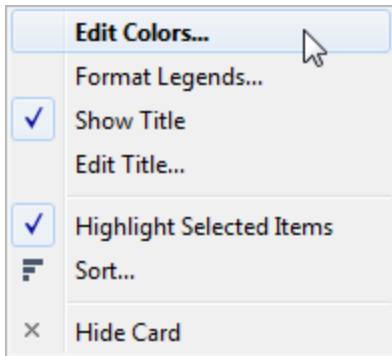 Edit Colors...
Format Legends...
Show Title
Edit Title...
Highlight Selected Items
Sort...
Hide Card